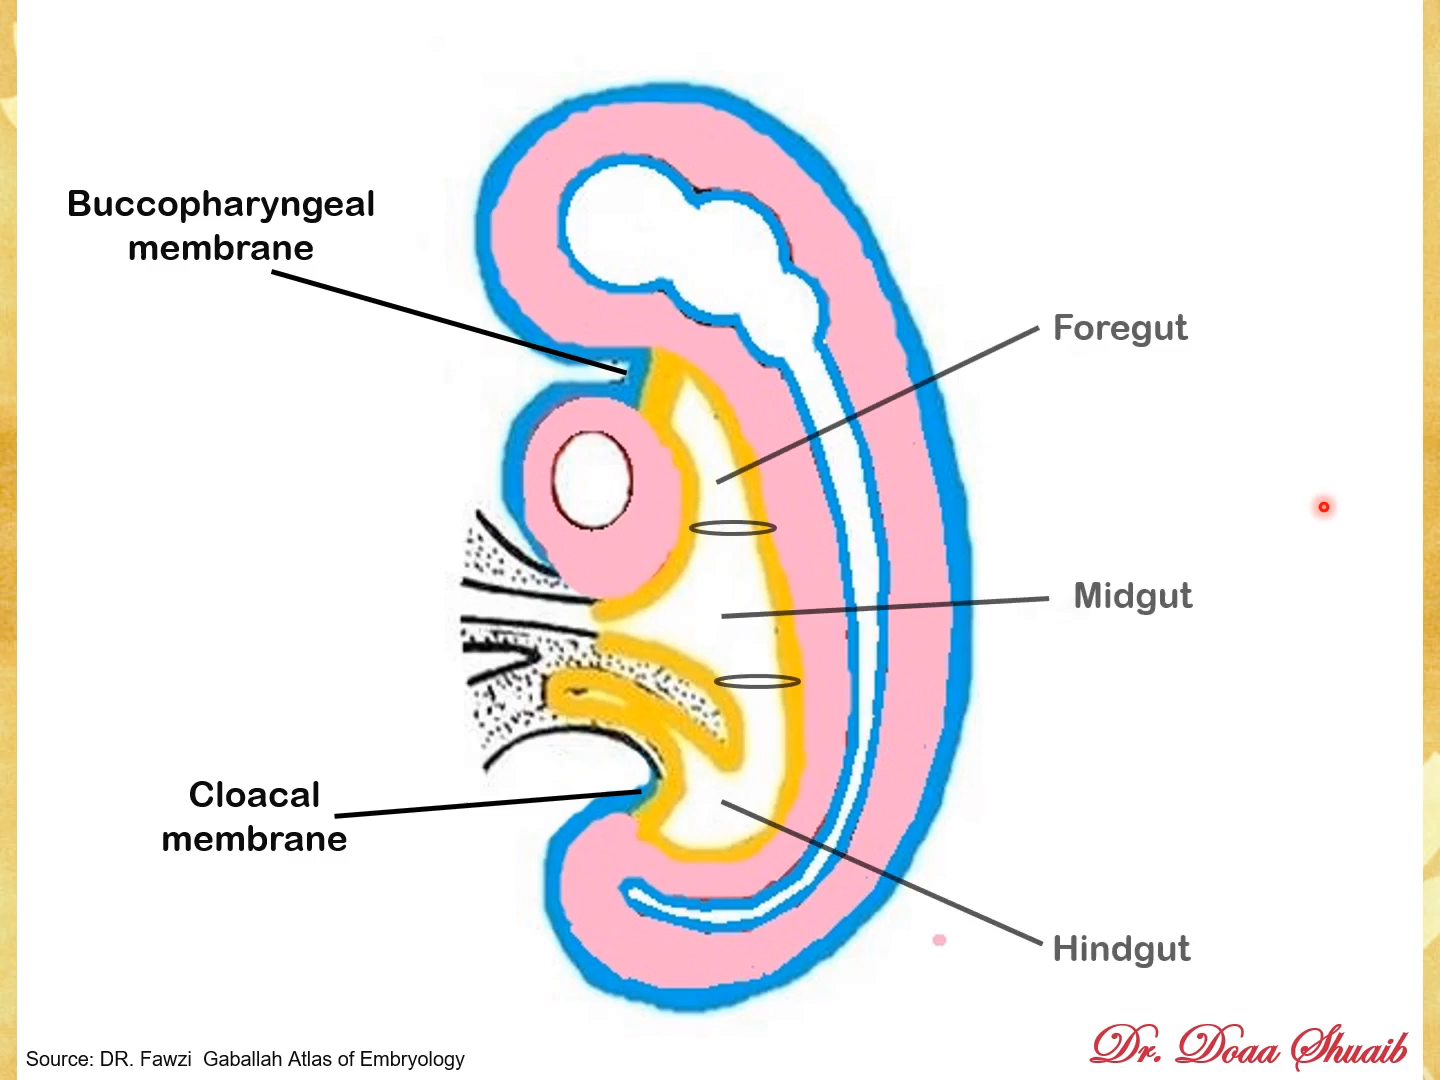 Buccopharyngeal
membrane
Foregut
Midgut
Cloacal
membrane
Hindgut
Source: DR. Fawzi  Gaballah Atlas of Embryology
Dr. Doaa Shuaib